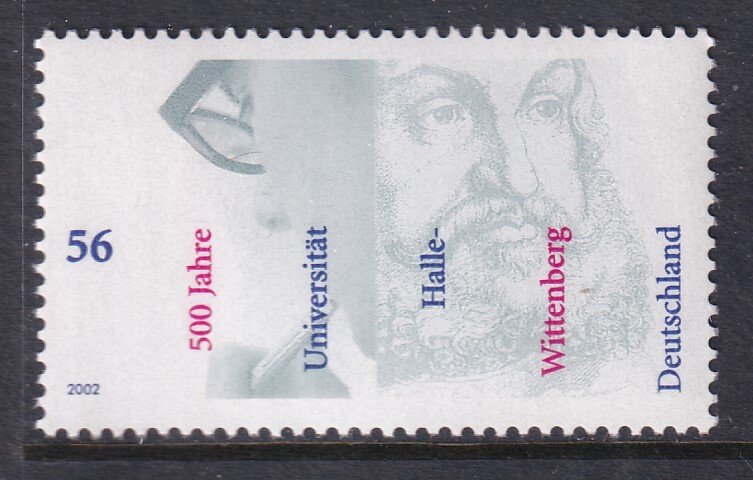 56
2002
500 Jahre
Universität
Halle-
Wittenberg
Deutschland